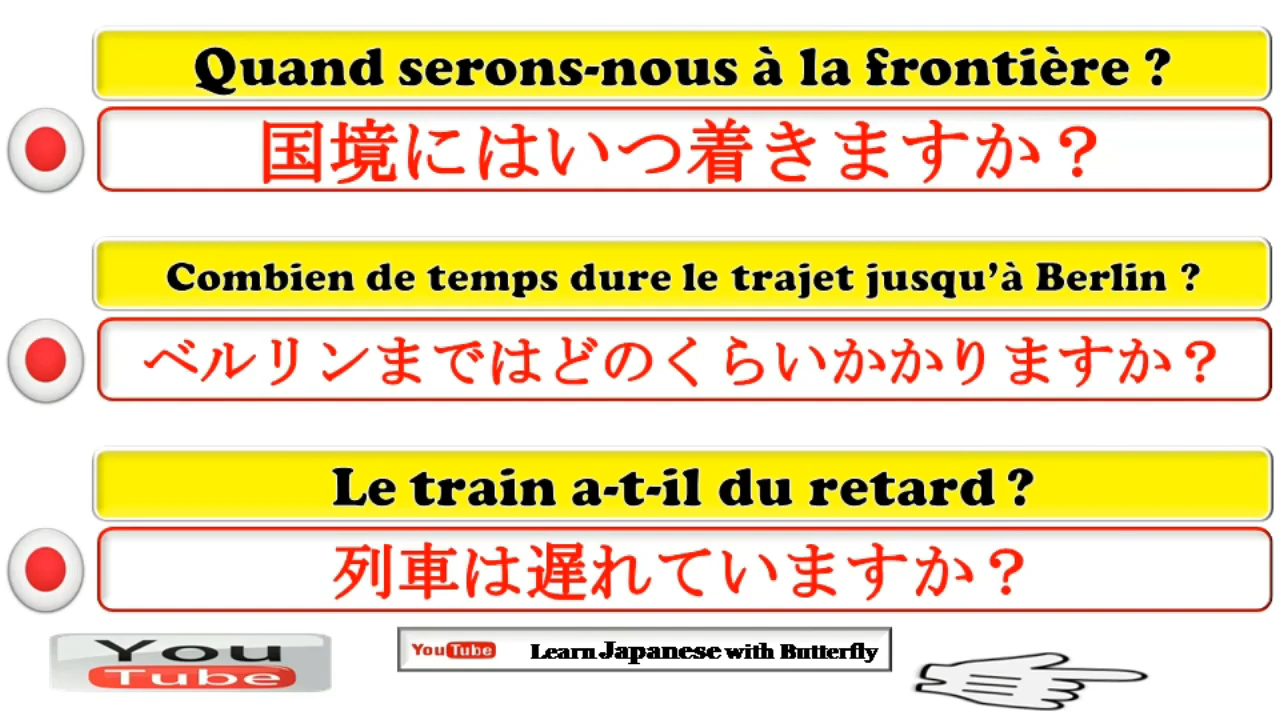 Quand serons-nous à la frontière ?
国境にはいつ着きますか？
Combien de temps dure le trajet jusqu’à Berlin ?
ベルリンまではどのくらいかかりますか？
Le train a-t-il du retard ?
列車は遅れていますか？
You
Tube
YouTube Learn Japanese with Butterfly